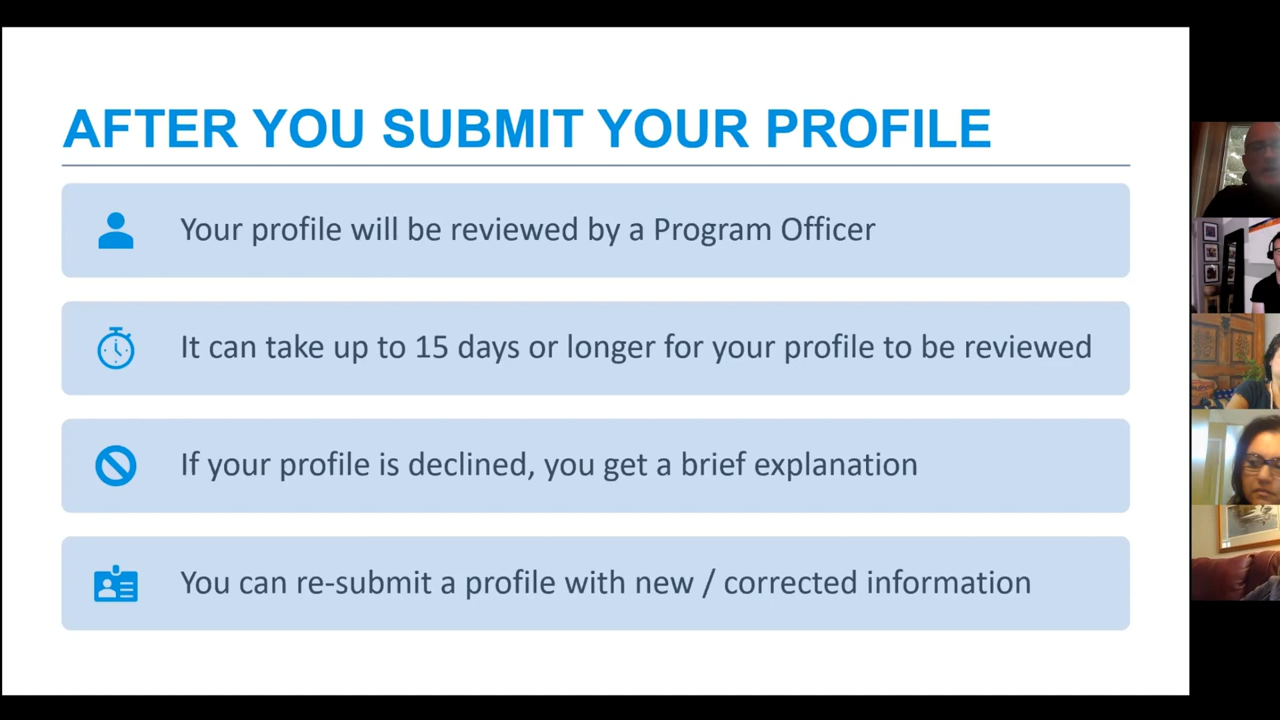 AFTER YOU SUBMIT YOUR PROFILE
Your profile will be reviewed by a Program Officer
It can take up to 15 days or longer for your profile to be reviewed
If your profile is declined, you get a brief explanation
You can re-submit a profile with new / corrected information